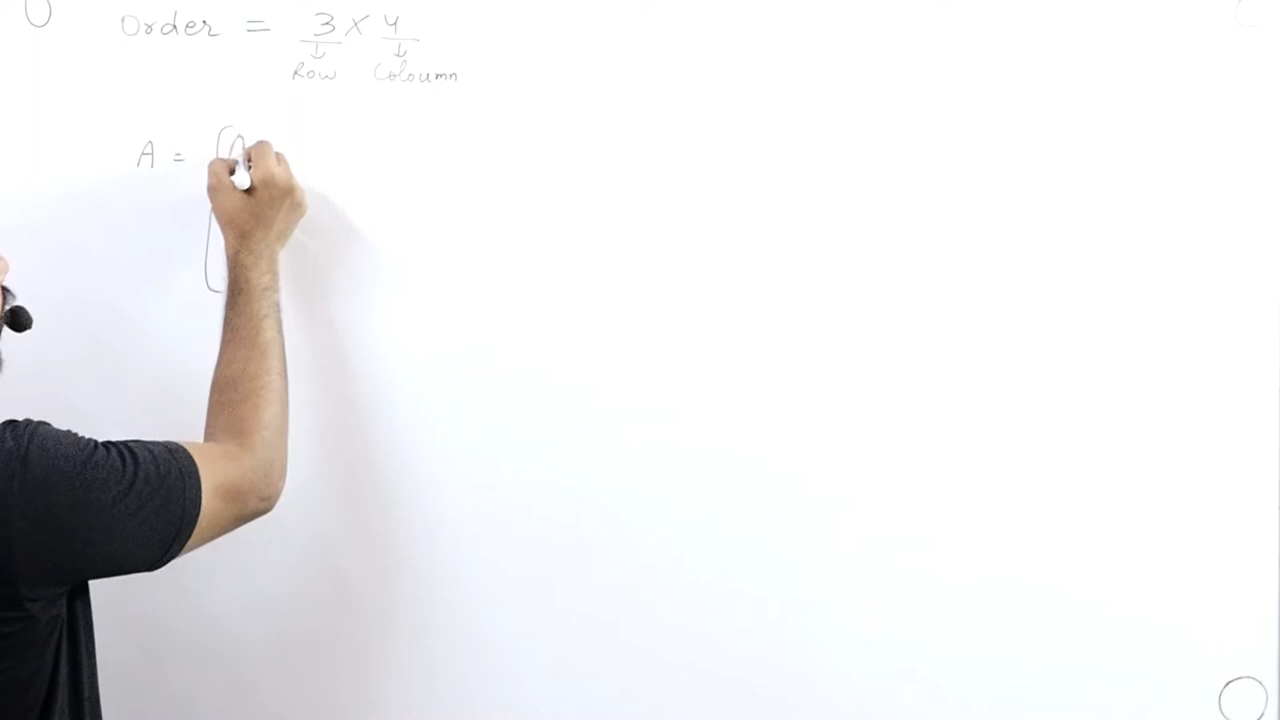 Order = 3 x 4
↓ ↓
Row Coloumn
A = [